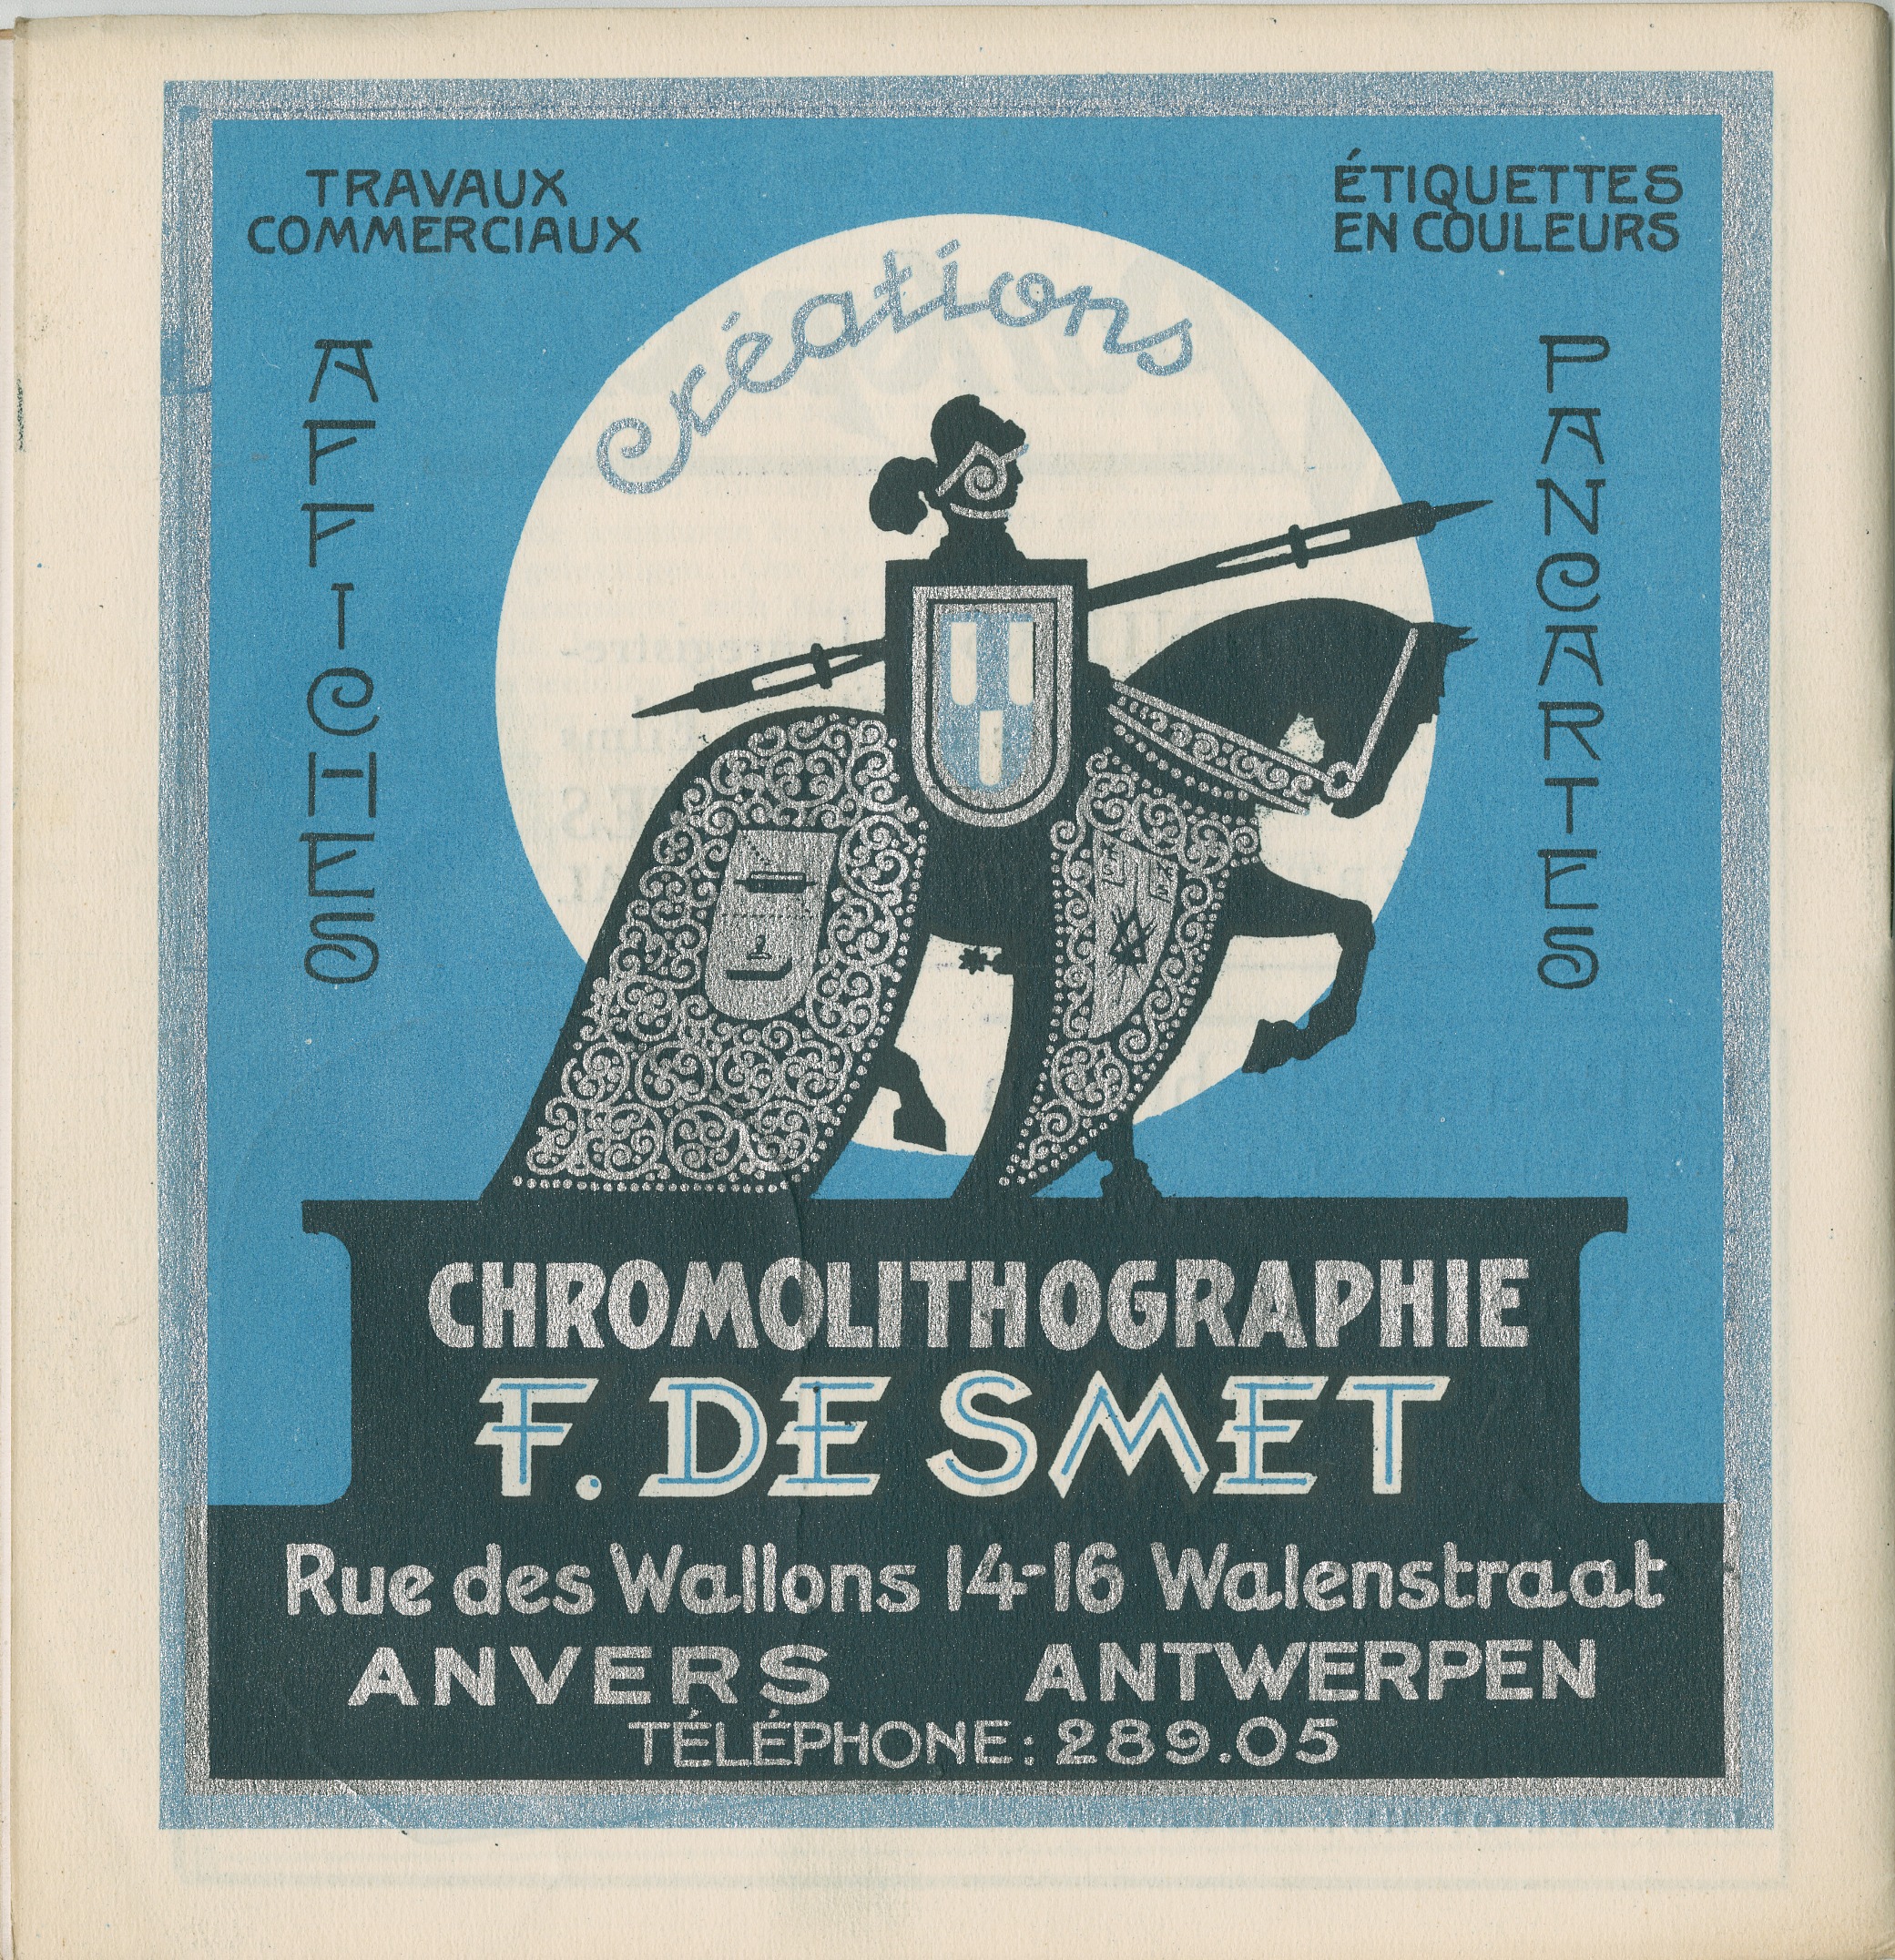 TRAVAUX
COMMERCIAUX
ÉTIQUETTES
EN COULEURS
créations
AFFICHES
PANCARTES
CHROMOLITHOGRAPHIE
F. DE SMET
Rue des Wallons 14-16 Walenstraat
ANVERS ANTWERPEN
TÉLÉPHONE: 289.05